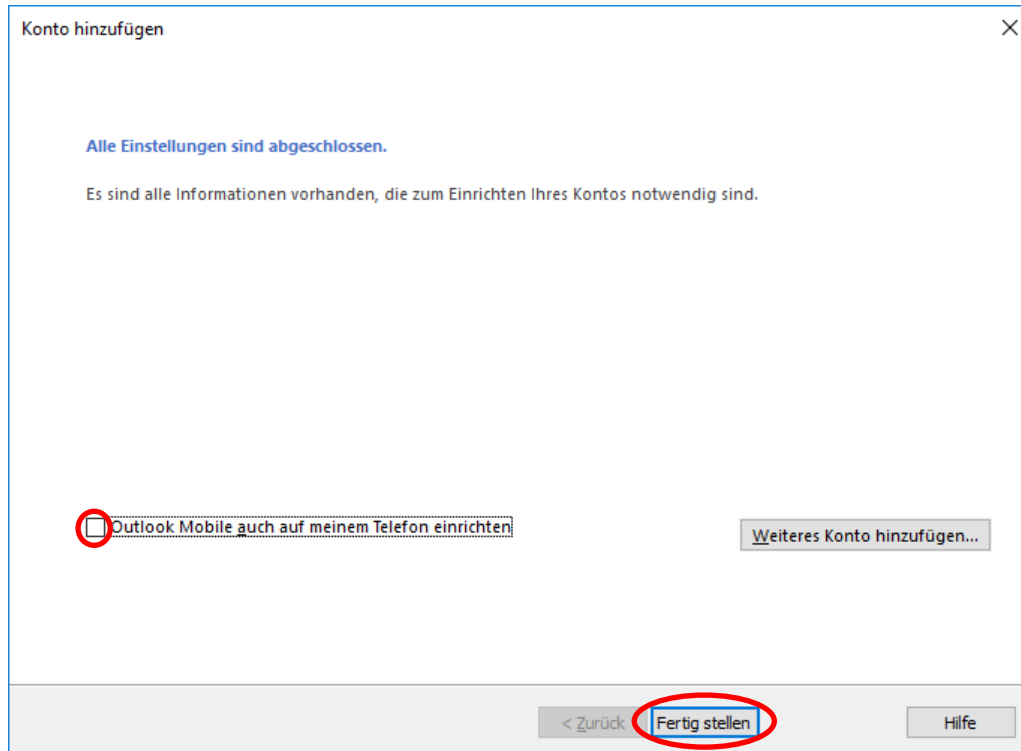 Konto hinzufügen
Alle Einstellungen sind abgeschlossen.
Es sind alle Informationen vorhanden, die zum Einrichten Ihres Kontos notwendig sind.
Outlook Mobile auch auf meinem Telefon einrichten
Weiteres Konto hinzufügen...
< Zurück
Fertig stellen
Hilfe